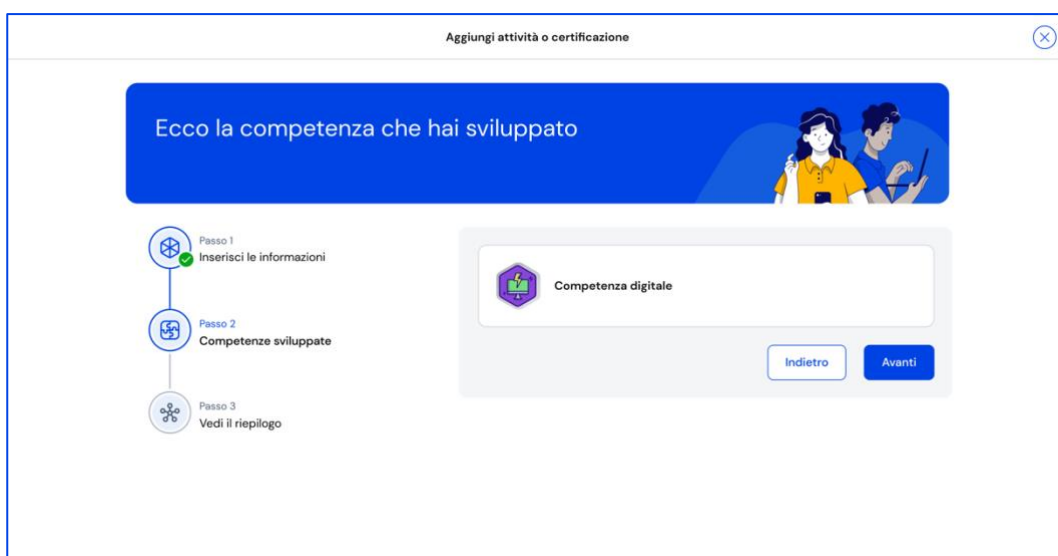 Aggiungi attività o certificazione
Ecco la competenza che hai sviluppato
Passo 1
Inserisci le informazioni
Passo 2
Competenze sviluppate
Passo 3
Vedi il riepilogo
Competenza digitale
Indietro
Avanti